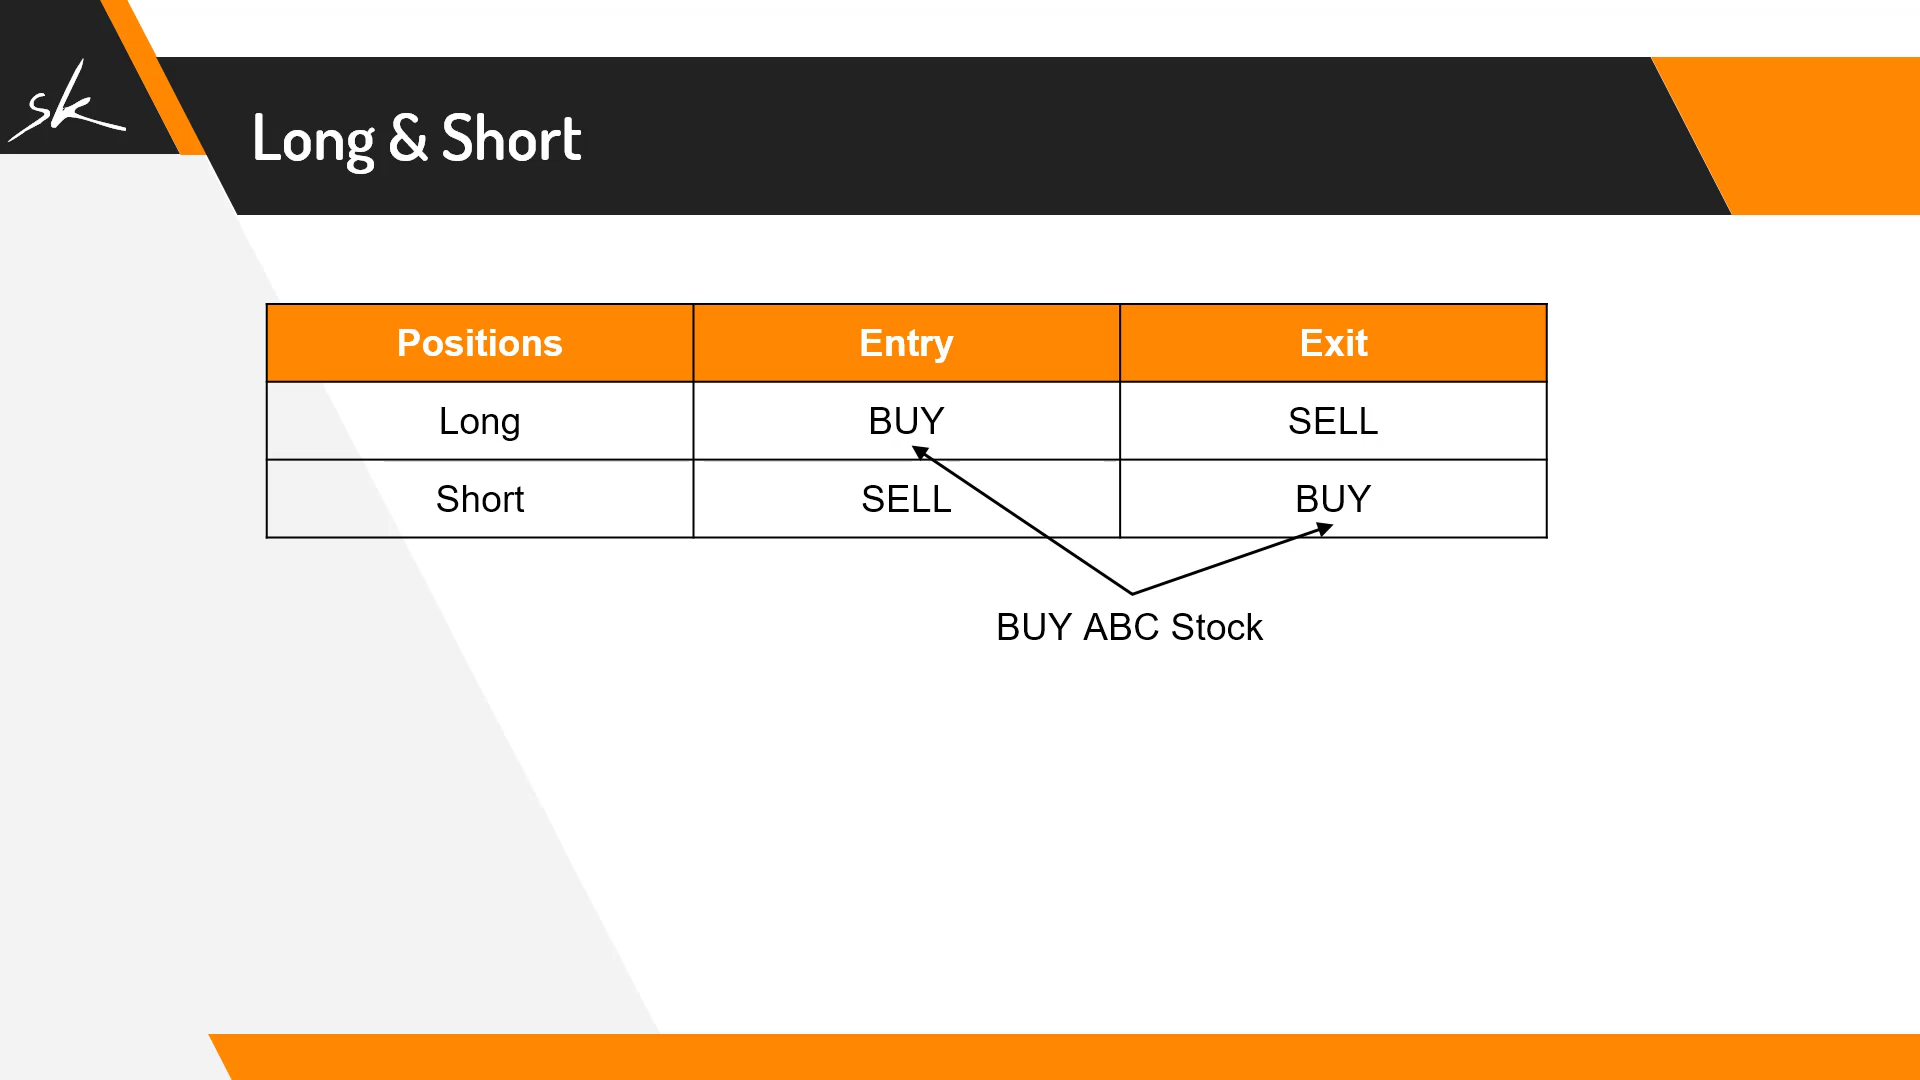 sk
Long & Short
Positions Entry Exit
Long BUY SELL
Short SELL BUY
BUY ABC Stock